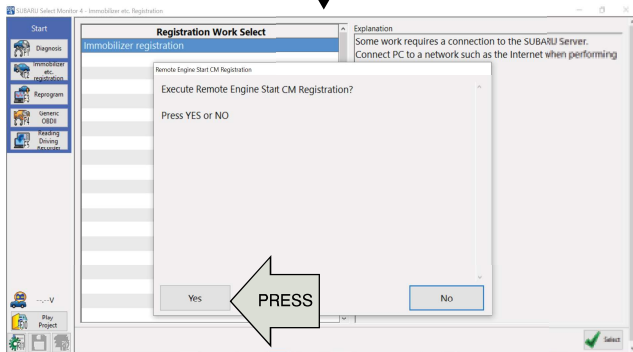 SUBARU Select Monitor 4 - Immobilizer etc. Registration
Start
Diagnosis
Immobilizer
etc.
registration
Reprogram
Generic
OBDII
Reading
Driving
Recorder
--.--V
Play
Project
Registration Work Select
Immobilizer registration
Explanation
Some work requires a connection to the SUBARU Server.
Connect PC to a network such as the Internet when performing
Remote Engine Start CM Registration
Execute Remote Engine Start CM Registration?
Press YES or NO
Yes
PRESS
No
Select